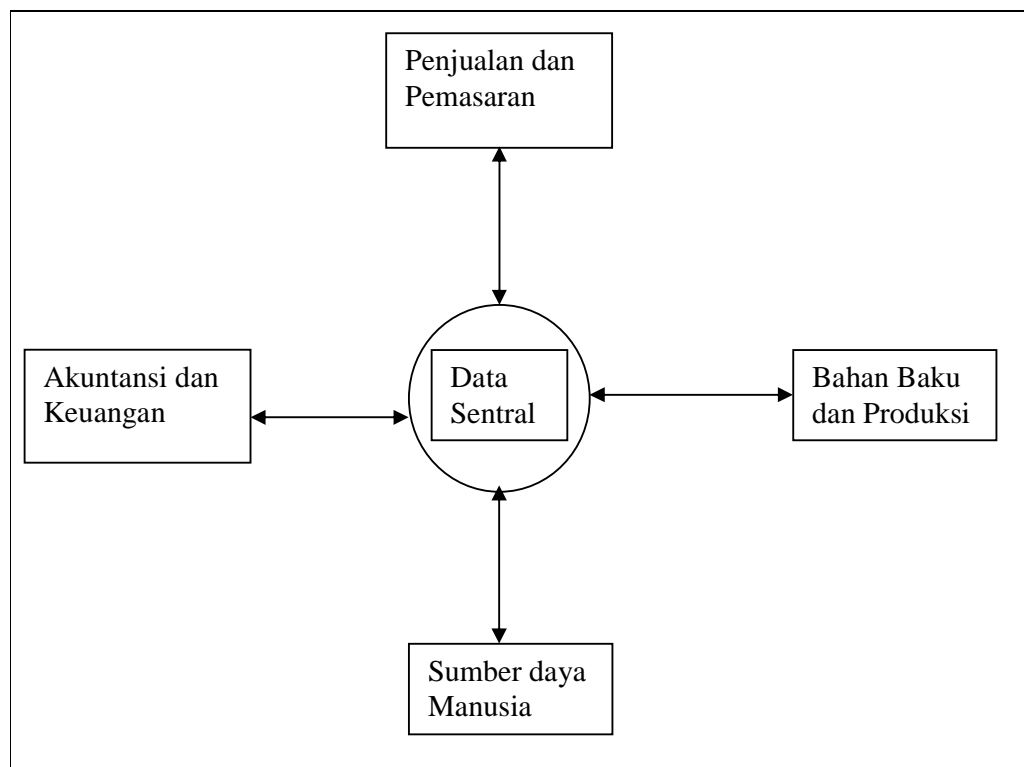 Penjualan dan
Pemasaran
Akuntansi dan
Keuangan
Data
Sentral
Bahan Baku
dan Produksi
Sumber daya
Manusia